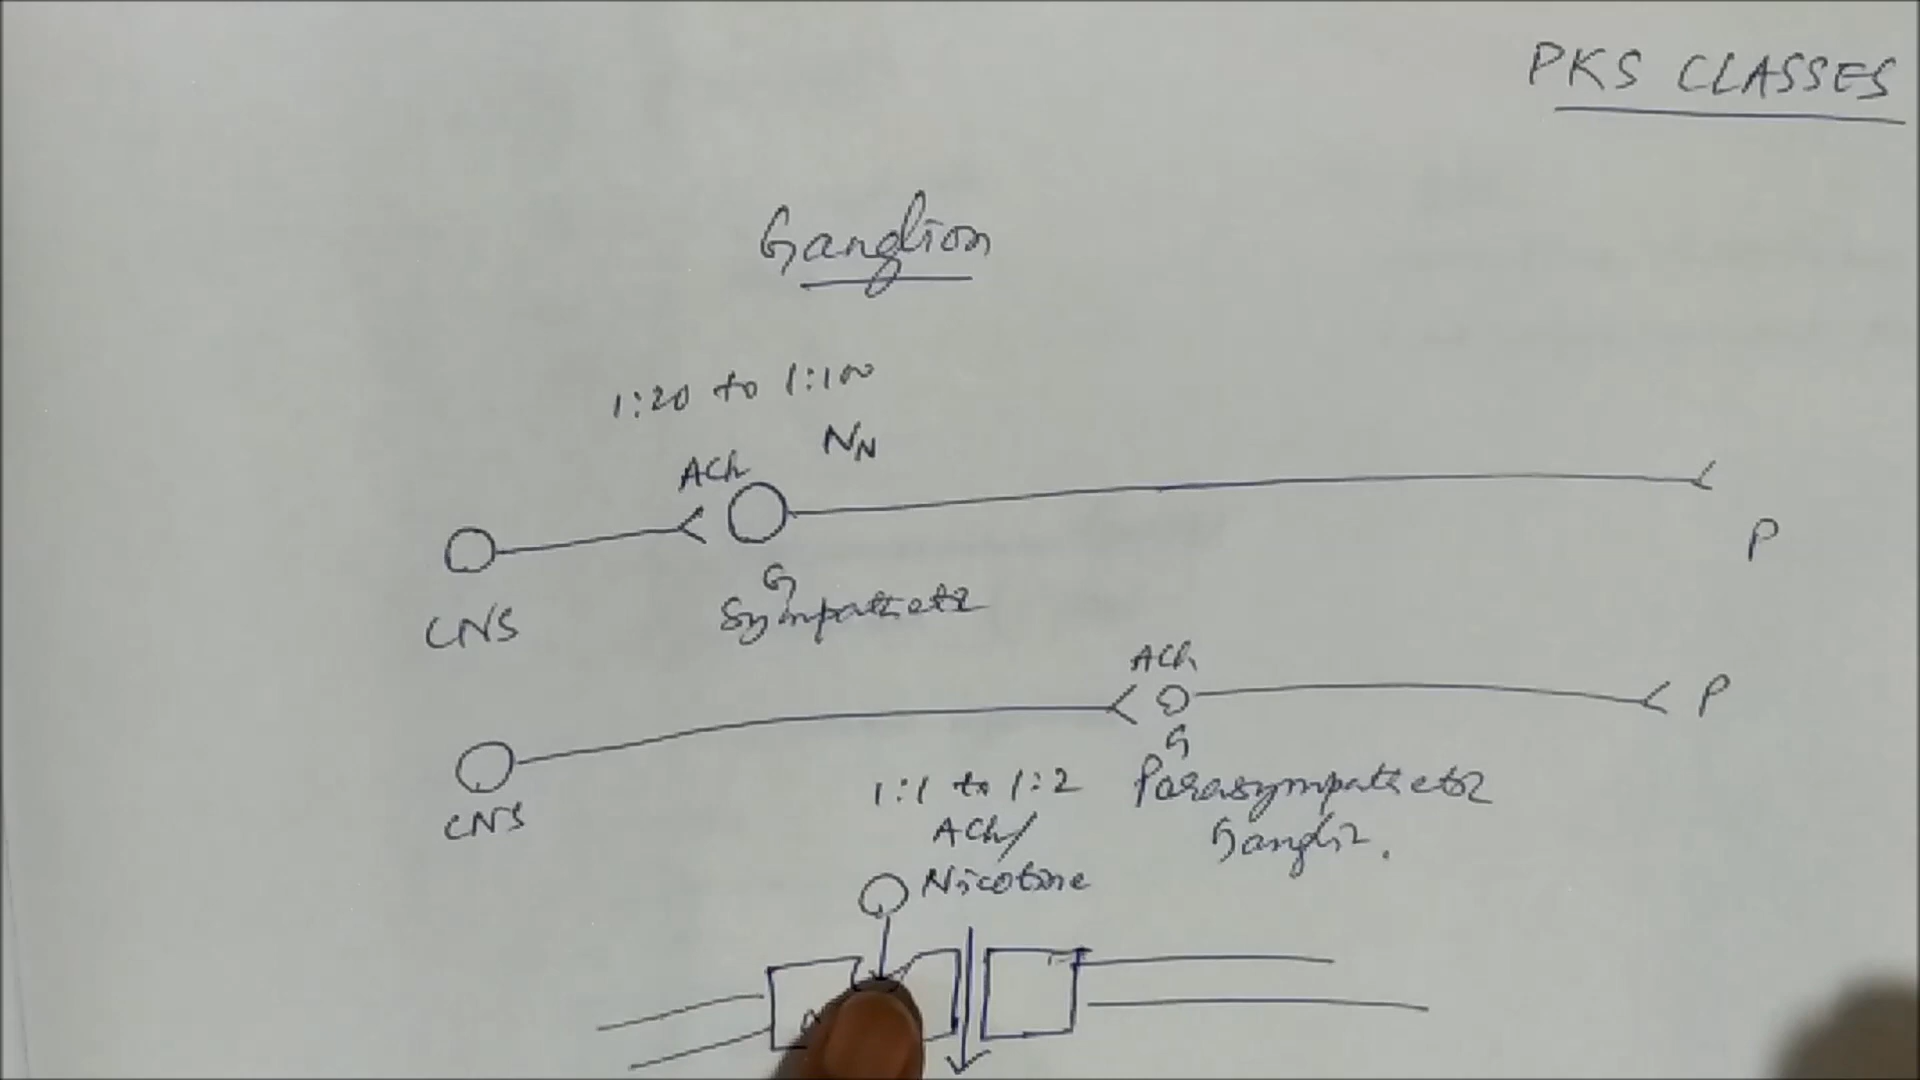 PKS CLASSES
Ganglion
1:20 to 1:100
NN
ACh
G
CNS
Sympathetic
P
ACh
P
G
CNS
1:1 to 1:2
Parasympathetic
ACh/
Ganglia.
Nicotine